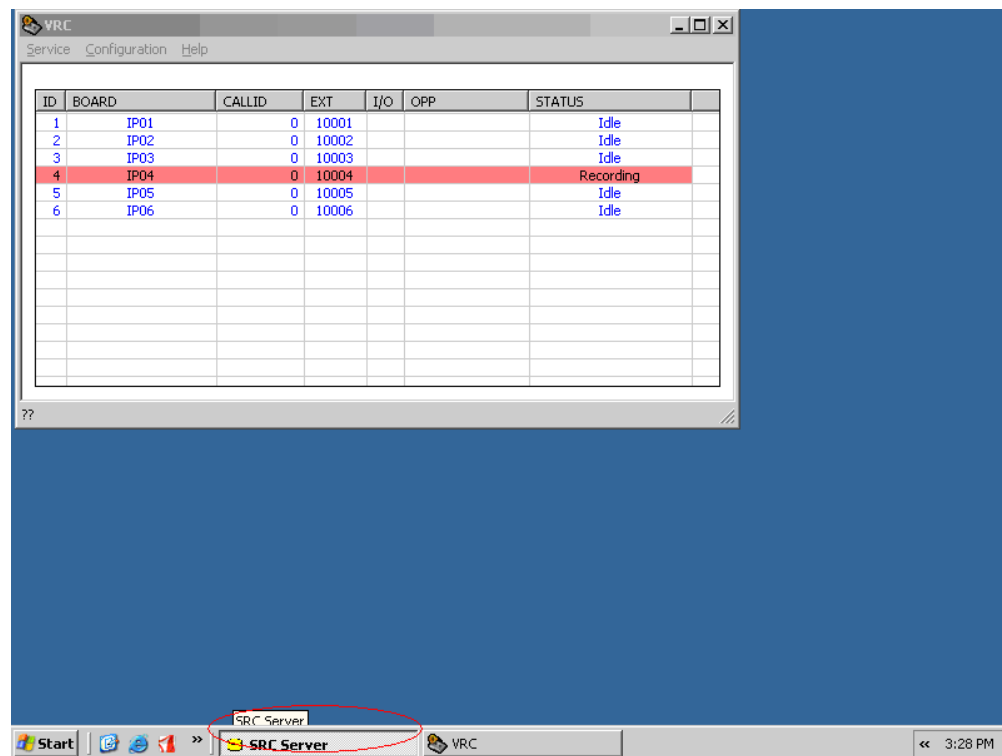 VRC
Service Configuration Help
ID BOARD CALLID EXT I/O OPP STATUS
1 IP01 0 10001 Idle
2 IP02 0 10002 Idle
3 IP03 0 10003 Idle
4 IP04 0 10004 Recording
5 IP05 0 10005 Idle
6 IP06 0 10006 Idle
??
SRC Server
Start » SRC Server VRC « 3:28 PM